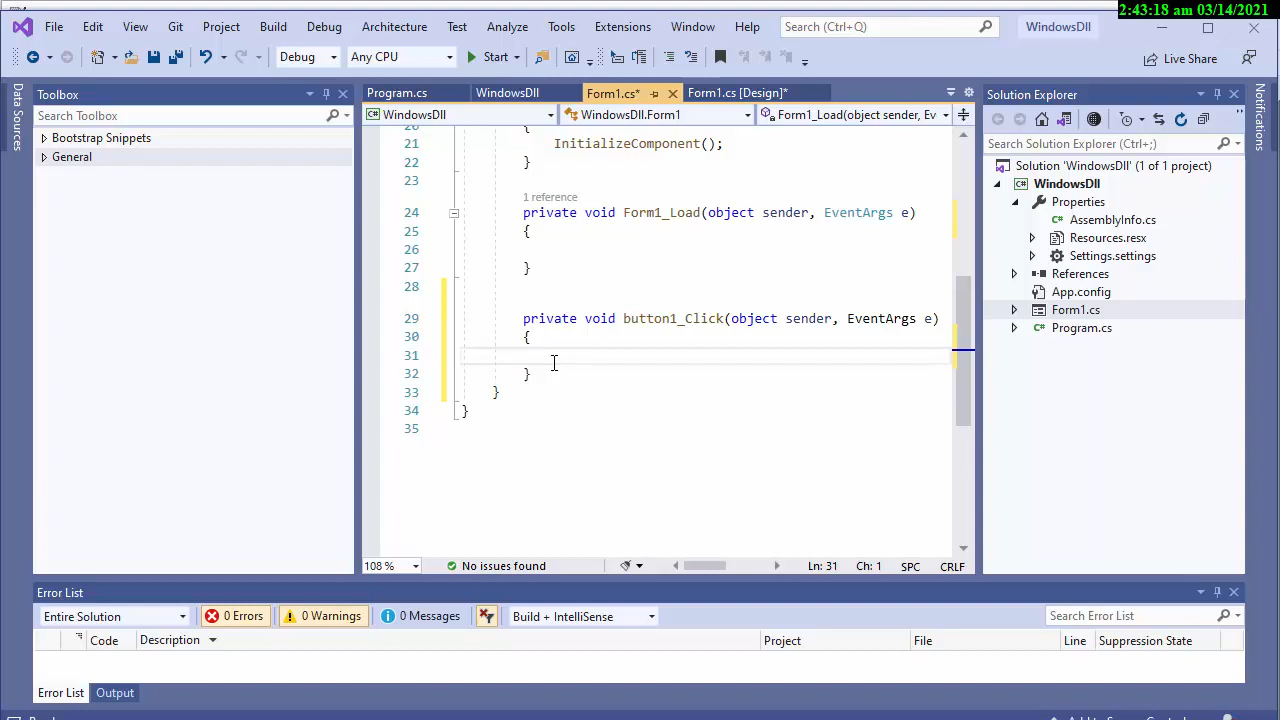 2:43:18 am 03/14/2021
File Edit View Git Project Build Debug Architecture Test Analyze Tools Extensions Window Help Search (Ctrl+Q) WindowsDll
Debug Any CPU Start Live Share
Data Sources
Toolbox
Search Toolbox
Bootstrap Snippets
General
Program.cs WindowsDll Form1.cs* Form1.cs [Design]*
WindowsDll WindowsDll.Form1 Form1_Load(object sender, Ev
21 InitializeComponent();
22 }
23
1 reference
24 private void Form1_Load(object sender, EventArgs e)
25 {
26
27 }
28
29 private void button1_Click(object sender, EventArgs e)
30 {
31
32 }
33 }
34 }
35
108 % No issues found Ln: 31 Ch: 1 SPC CRLF
Solution Explorer
Search Solution Explorer (Ctrl+;)
Solution 'WindowsDll' (1 of 1 project)
WindowsDll
Properties
AssemblyInfo.cs
Resources.resx
Settings.settings
References
App.config
Form1.cs
Program.cs
Notifications
Error List
Entire Solution 0 Errors 0 Warnings 0 Messages Build + IntelliSense Search Error List
Code Description Project File Line Suppression State
Error List Output